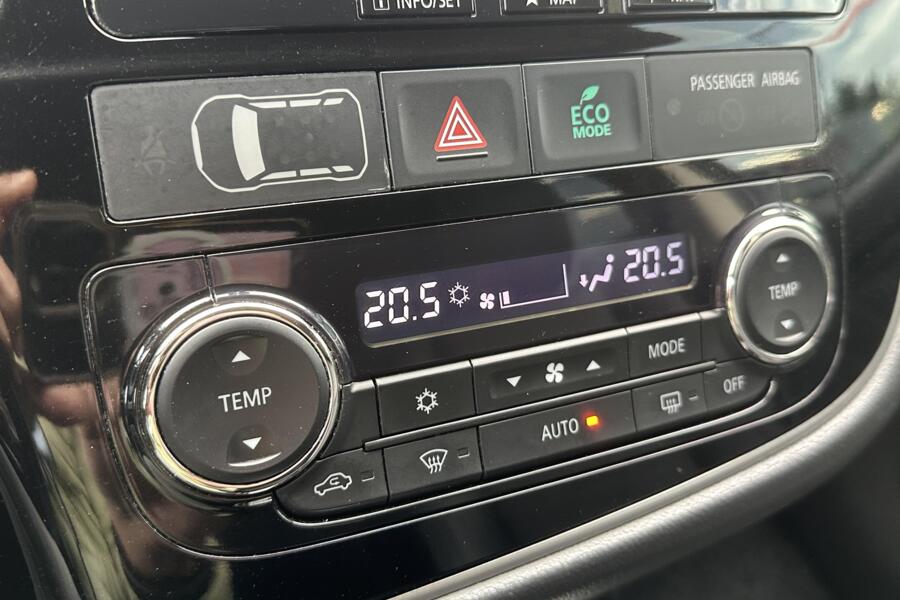 INFO/SET
MAP
PASSENGER AIRBAG
ECO
MODE
20.5
20.5
TEMP
TEMP
MODE
AUTO
OFF